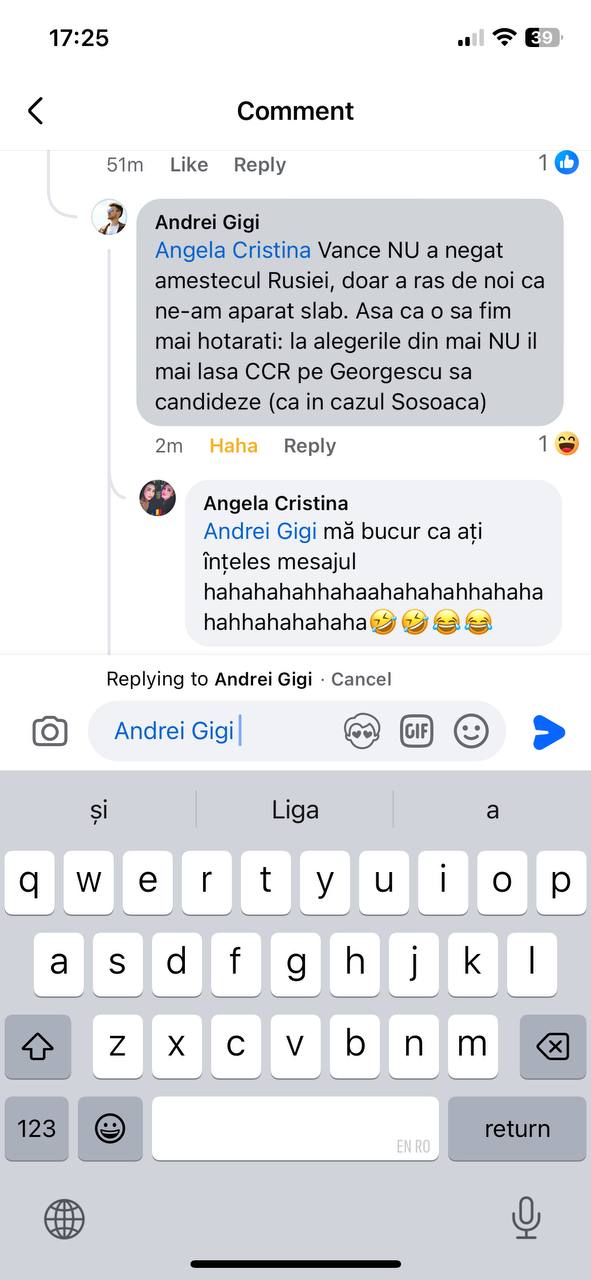 17:25
39
Comment
51m Like Reply 1
Andrei Gigi
Angela Cristina Vance NU a negat
amestecul Rusiei, doar a ras de noi ca
ne-am aparat slab. Asa ca o sa fim
mai hotarati: la alegerile din mai NU il
mai lasa CCR pe Georgescu sa
candideze (ca in cazul Sosoaca)
2m Haha Reply 1
Angela Cristina
Andrei Gigi mă bucur ca ați
înțeles mesajul
hahahahahhahaahahahahhahaha
hahhahahahaha🤣🤣😂😂
Replying to Andrei Gigi · Cancel
Andrei Gigi
GIF
și Liga a
q w e r t y u i o p
a s d f g h j k l
z x c v b n m
123 EN RO return